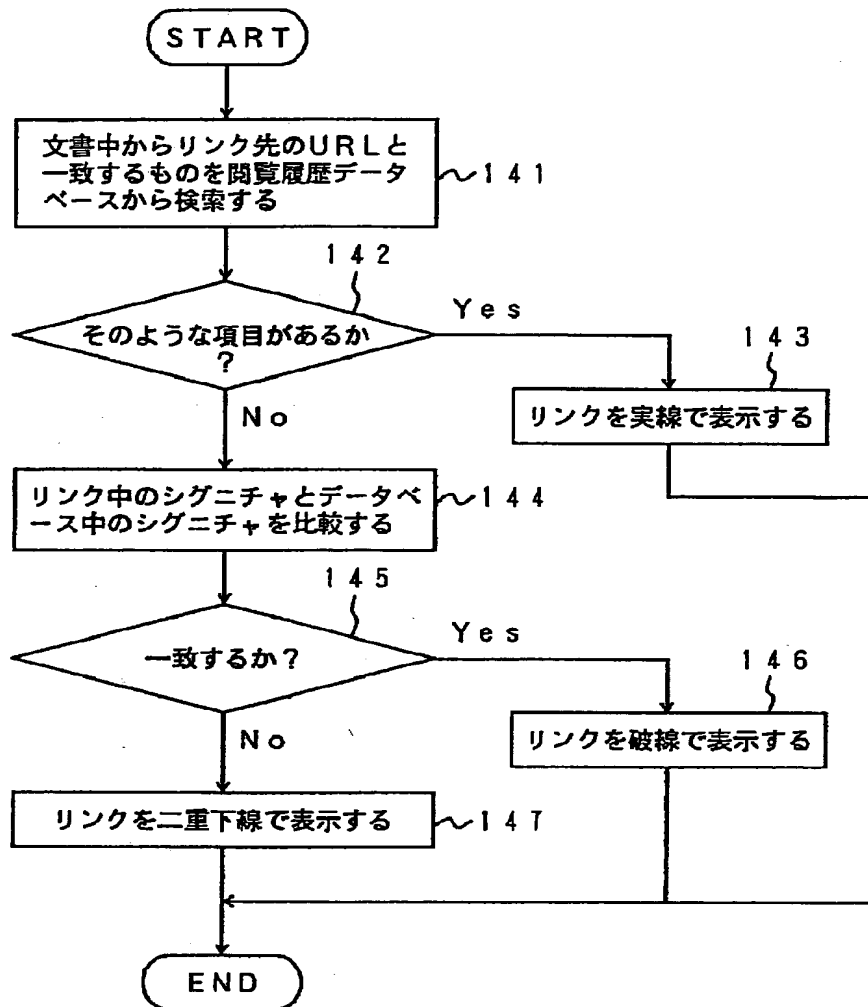 START
文書中からリンク先のURLと
一致するものを閲覧履歴データ
ベースから検索する
141
142
そのような項目があるか
?
Yes
No
143
リンクを実線で表示する
リンク中のシグニチャとデータベ
ース中のシグニチャを比較する
144
145
一致するか?
Yes
No
146
リンクを破線で表示する
リンクを二重下線で表示する
147
END